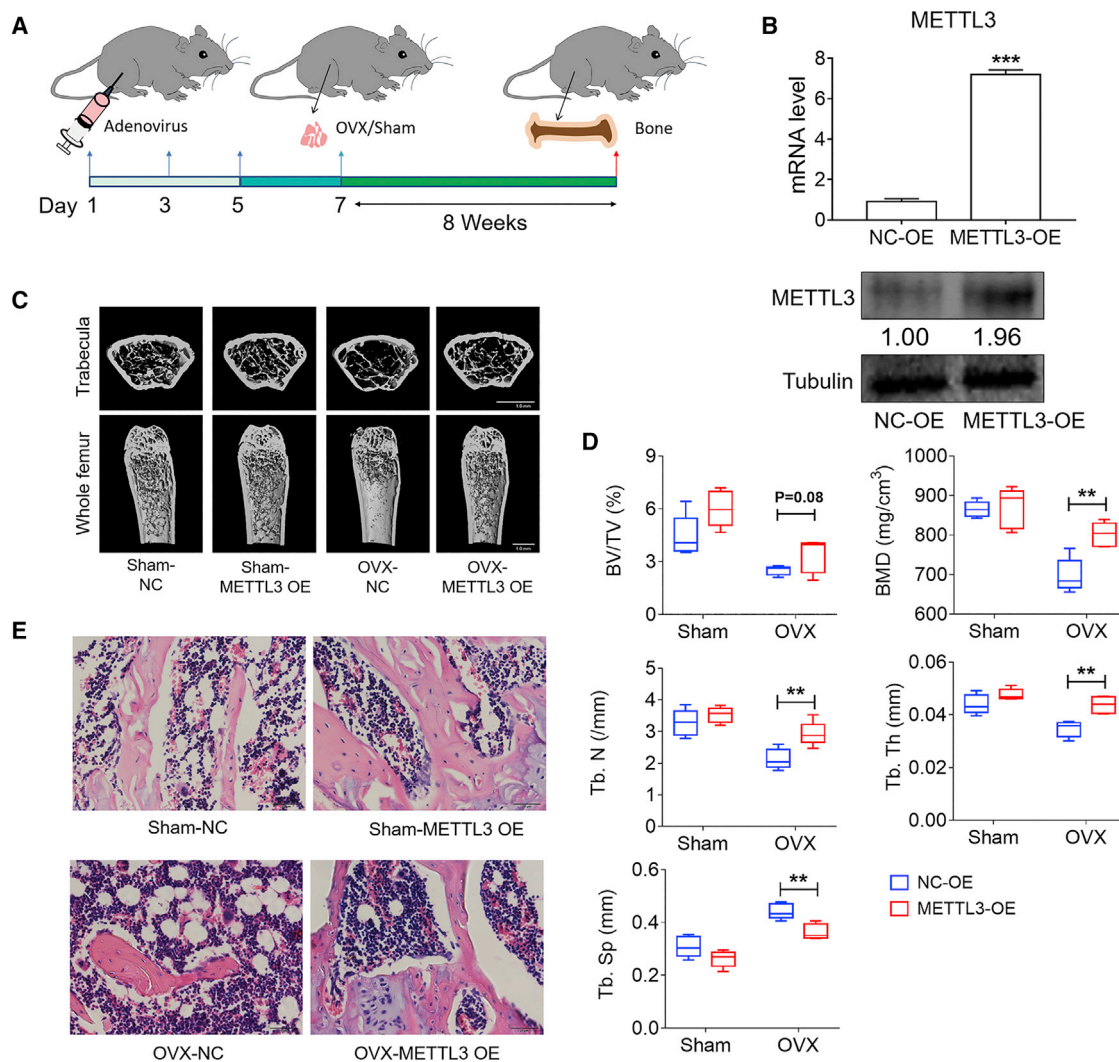 A
Adenovirus
OVX/Sham
Bone
Day 1 3 5 7
8 Weeks
B
METTL3
mRNA level
8
6
4
2
0
NC-OE METTL3-OE
***
METTL3
1.00 1.96
Tubulin
NC-OE METTL3-OE
C
Trabecula
1.0 mm
Whole femur
1.0 mm
Sham-
NC
Sham-
METTL3 OE
OVX-
NC
OVX-
METTL3 OE
D
BV/TV (%)
9
6
3
0
P=0.08
Sham OVX
BMD (mg/cm³)
1000
900
800
700
600
**
Sham OVX
Tb. N (/mm)
5
4
3
2
1
0
**
Sham OVX
Tb. Th (mm)
0.06
0.04
0.02
0.00
**
Sham OVX
Tb. Sp (mm)
0.6
0.4
0.2
0.0
**
Sham OVX
NC-OE
METTL3-OE
E
Sham-NC
Sham-METTL3 OE
OVX-NC
OVX-METTL3 OE